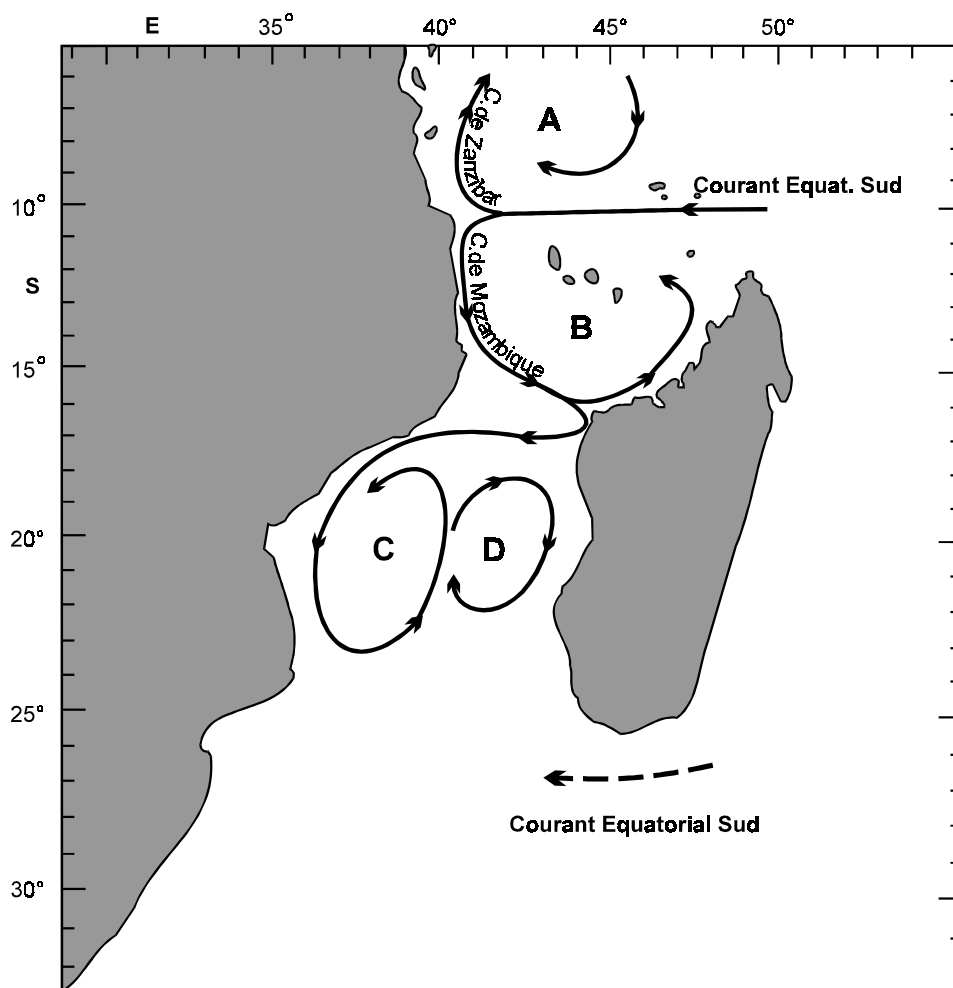 E 35° 40° 45° 50°
C.de Zanzibar
A
Courant Equat. Sud
10°
C.de Mozambique
S
B
15°
20°
C
D
25°
Courant Equatorial Sud
30°